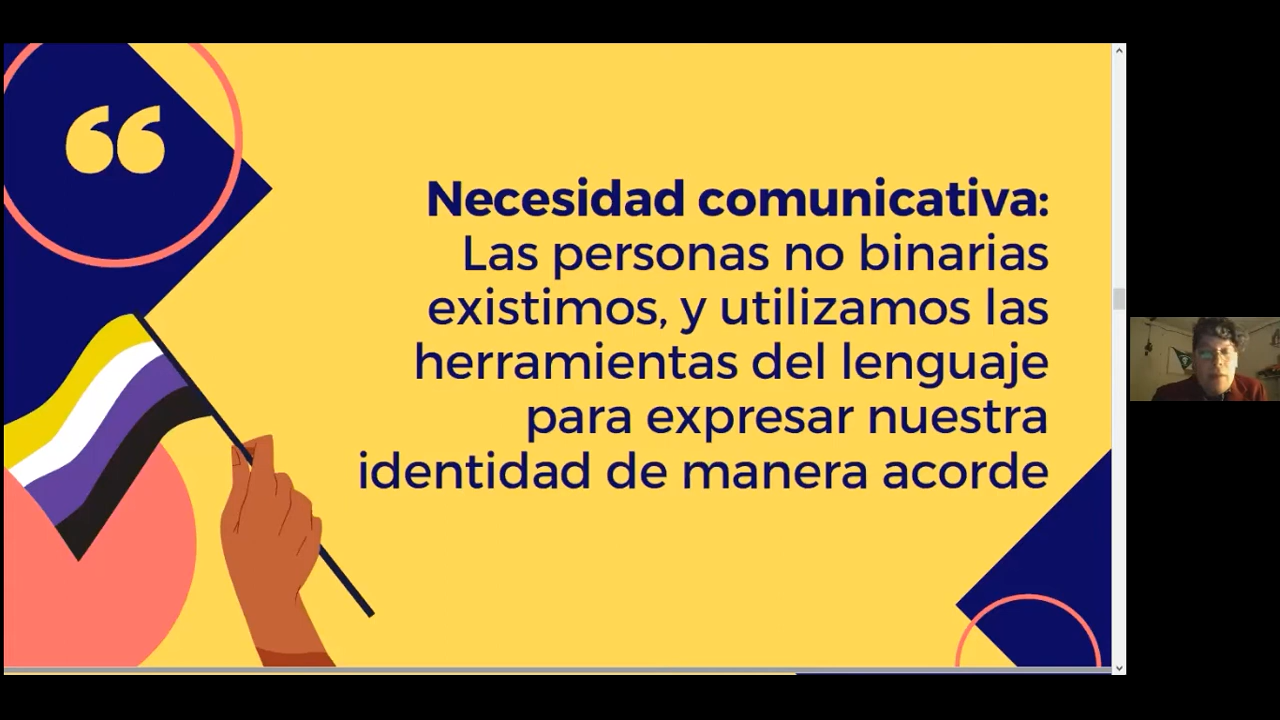 “
Necesidad comunicativa:
Las personas no binarias
existimos, y utilizamos las
herramientas del lenguaje
para expresar nuestra
identidad de manera acorde